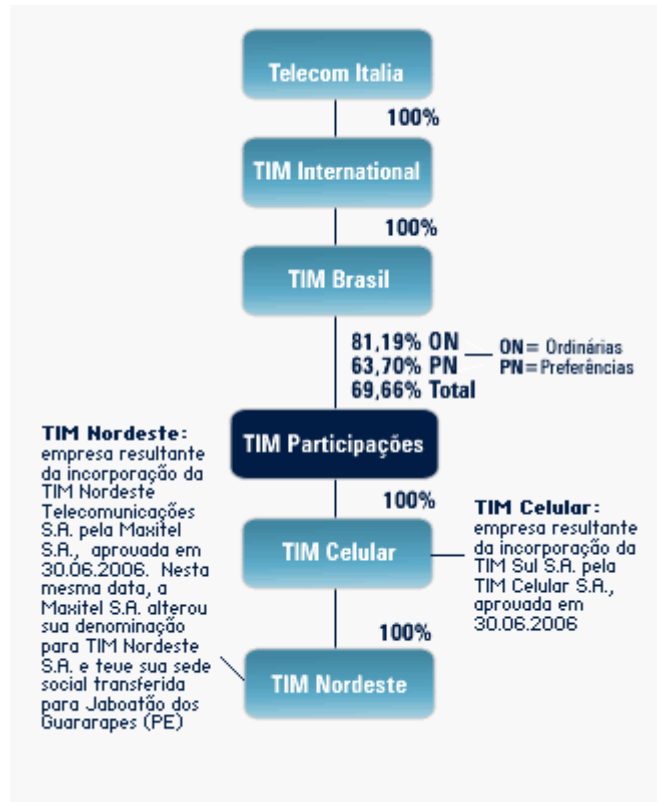 Telecom Italia
100%
TIM International
100%
TIM Brasil
81,19% ON
63,70% PN
69,66% Total
ON= Ordinárias
PN=Preferências
TIM Participações
100%
TIM Nordeste:
empresa resultante
da incorporação da
TIM Nordeste
Telecomunicações
S.A. pela Maxitel
S.A., aprovada em
30.06.2006. Nesta
mesma data, a
Maxitel S.A. alterou
sua denominação
para TIM Nordeste
S.A. e teve sua sede
social transferida
para Jaboatão dos
Guararapes (PE)
TIM Celular
TIM Celular:
empresa resultante
da incorporação da
TIM Sul S.A. pela
TIM Celular S.A.,
aprovada em
30.06.2006
100%
TIM Nordeste